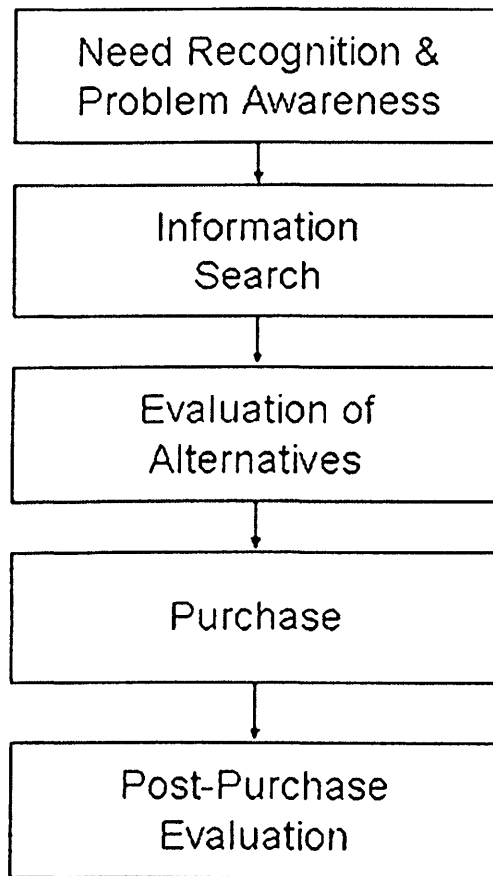 Need Recognition &
Problem Awareness
Information
Search
Evaluation of
Alternatives
Purchase
Post-Purchase
Evaluation